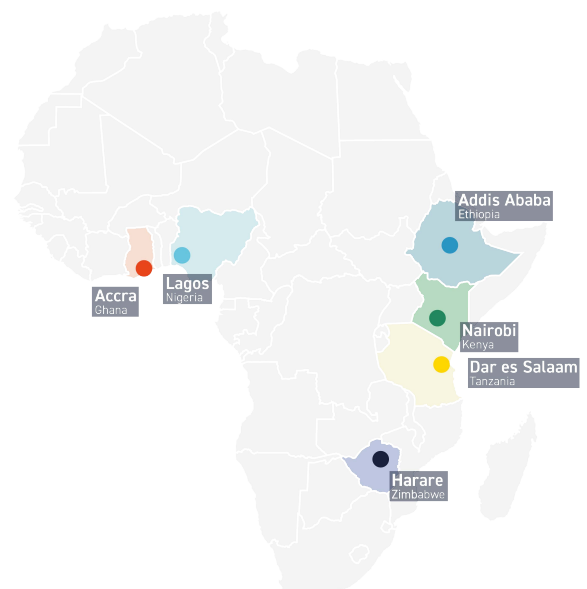 Addis Ababa
Ethiopia
Lagos
Nigeria
Accra
Ghana
Nairobi
Kenya
Dar es Salaam
Tanzania
Harare
Zimbabwe